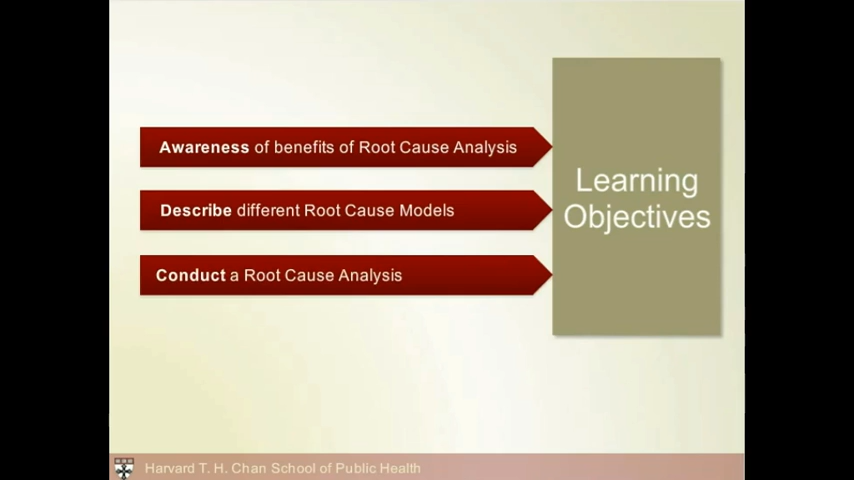 Awareness of benefits of Root Cause Analysis
Describe different Root Cause Models
Conduct a Root Cause Analysis
Learning
Objectives
Harvard T. H. Chan School of Public Health